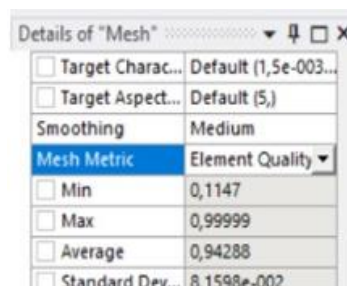 Details of "Mesh"
Target Charac... Default (1,5e-003...
Target Aspect... Default (5,)
Smoothing Medium
Mesh Metric Element Quality
Min 0,1147
Max 0,99999
Average 0,94288
Standard Dev... 8,1598e-002